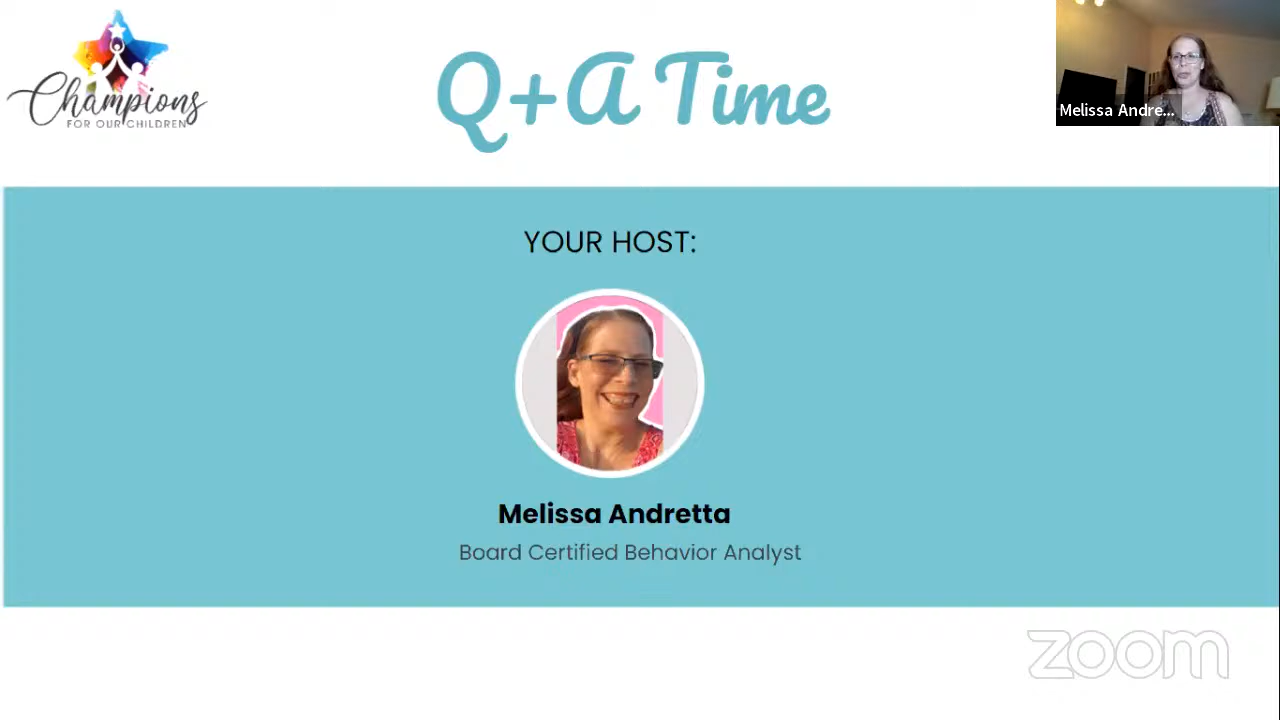 Champions
FOR OUR CHILDREN
Q+A Time
Melissa Andre...
YOUR HOST:
Melissa Andretta
Board Certified Behavior Analyst
zoom